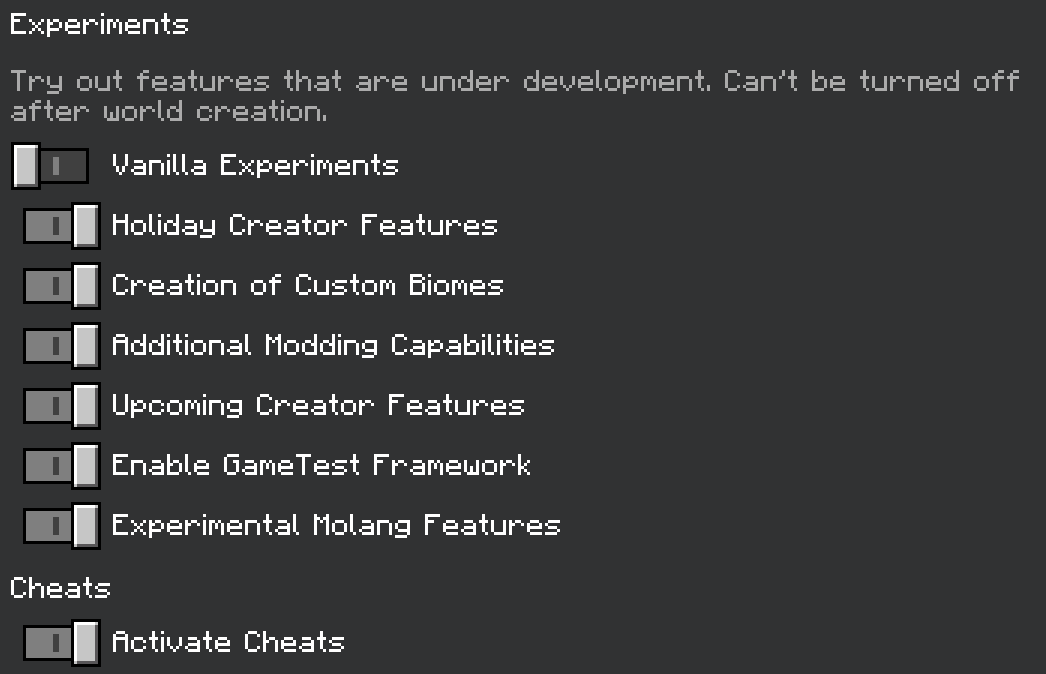 Experiments
Try out features that are under development. Can't be turned off
after world creation.
Vanilla Experiments
Holiday Creator Features
Creation of Custom Biomes
Additional Modding Capabilities
Upcoming Creator Features
Enable GameTest Framework
Experimental Molang Features
Cheats
Activate Cheats